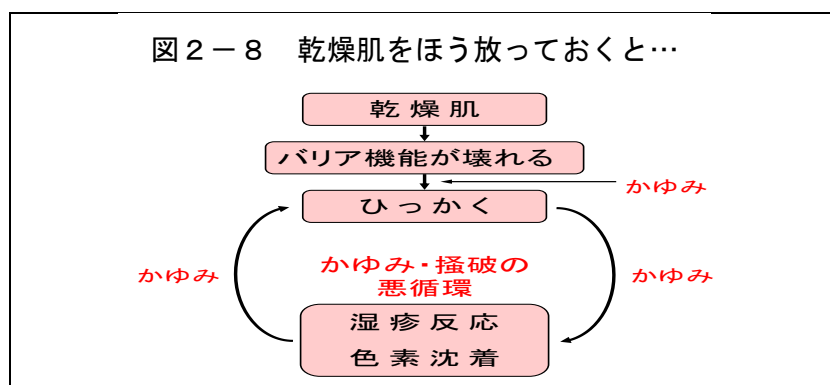 図２－８　乾燥肌をほう放っておくと…
乾燥肌
バリア機能が壊れる
かゆみ
ひっかく
かゆみ
かゆみ・掻破の
悪循環
かゆみ
湿疹反応
色素沈着